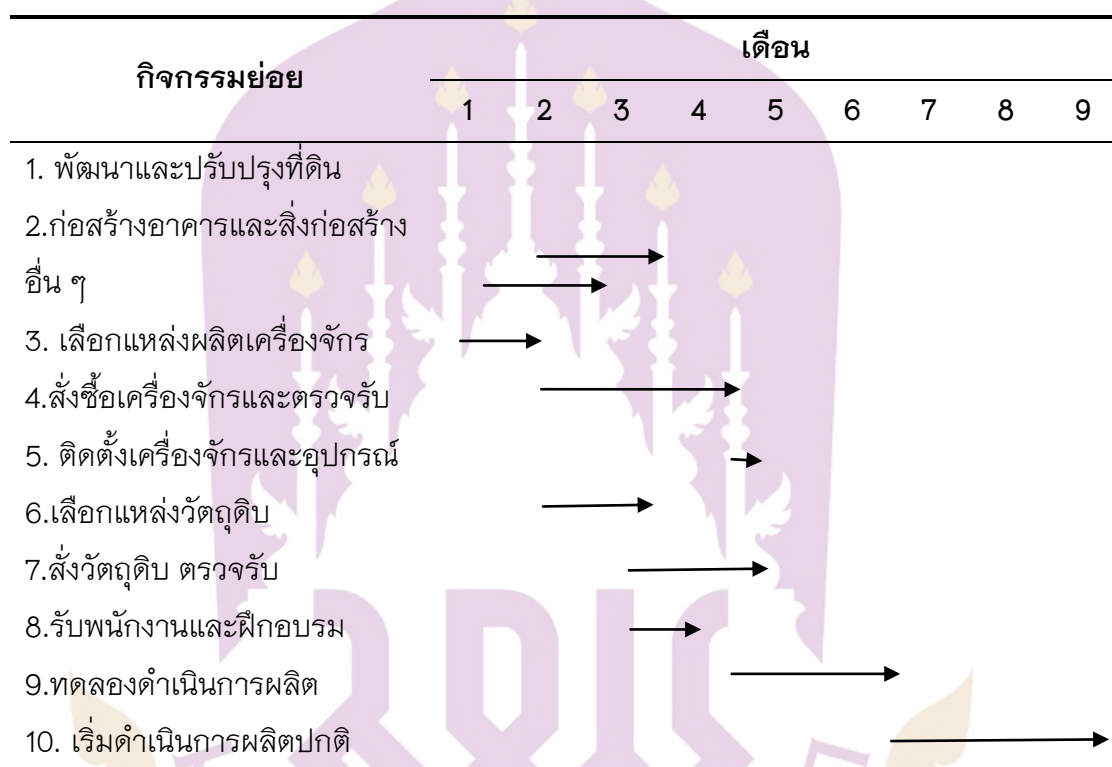 กิจกรรมย่อย
เดือน
1 2 3 4 5 6 7 8 9
1. พัฒนาและปรับปรุงที่ดิน
2.ก่อสร้างอาคารและสิ่งก่อสร้าง
อื่น ๆ
3. เลือกแหล่งผลิตเครื่องจักร
4.สั่งซื้อเครื่องจักรและตรวจรับ
5. ติดตั้งเครื่องจักรและอุปกรณ์
6.เลือกแหล่งวัตถุดิบ
7.สั่งวัตถุดิบ ตรวจรับ
8.รับพนักงานและฝึกอบรม
9.ทดลองดำเนินการผลิต
10. เริ่มดำเนินการผลิตปกติ